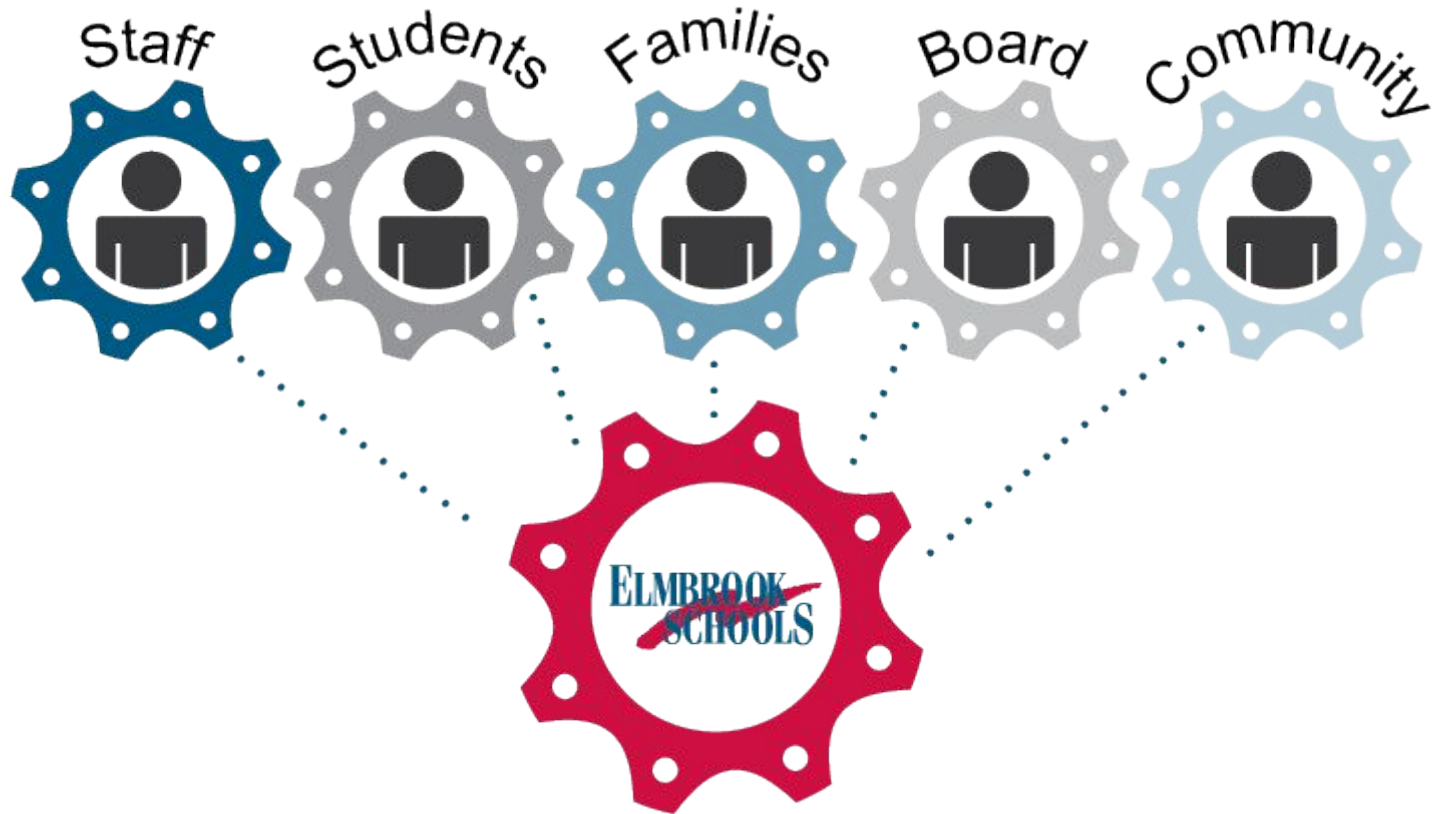 Staff
Students
Families
Board
Community
ELMBROOK
SCHOOLS